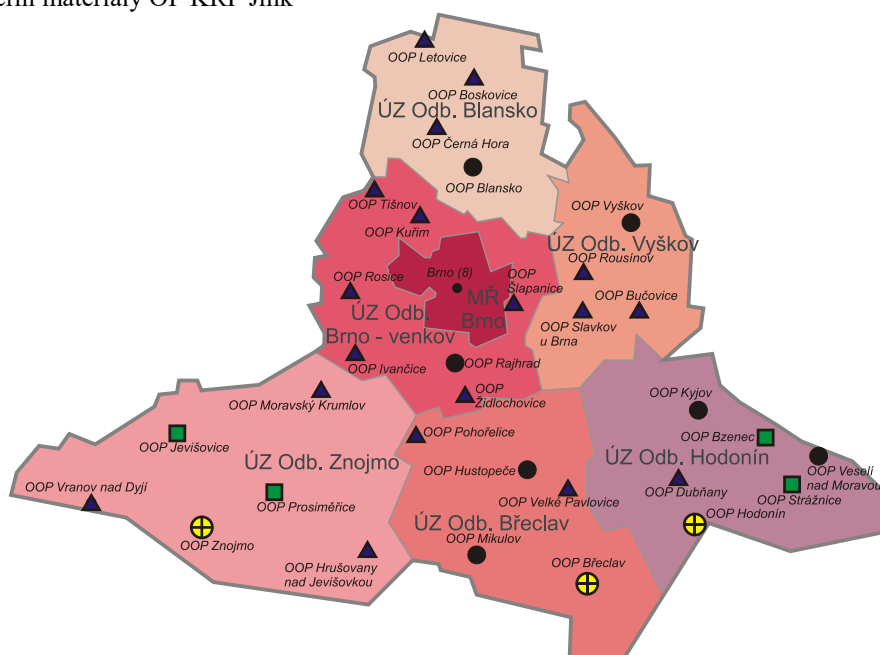 OOP Letovice
OOP Boskovice
ÚZ Odb. Blansko
OOP Černá Hora
OOP Blansko
OOP Tišnov
OOP Kuřim
OOP Vyškov
ÚZ Odb. Vyškov
OOP Rousínov
OOP Rosice
Brno (8)
OOP
Šlapanice
MŘ
Brno
OOP Bučovice
OOP Slavkov
u Brna
ÚZ Odb.
Brno - venkov
OOP Ivančice
OOP Rajhrad
OOP
Židlochovice
OOP Moravský Krumlov
OOP Kyjov
OOP Pohořelice
OOP Bzenec
OOP Jevišovice
ÚZ Odb. Znojmo
OOP Hustopeče
ÚZ Odb. Hodonín
OOP Veselí
nad Moravou
OOP Vranov nad Dyjí
OOP Dubňany
OOP Strážnice
OOP Velké Pavlovice
OOP Prosiměřice
OOP Hodonín
ÚZ Odb. Břeclav
OOP Znojmo
OOP Mikulov
OOP Hrušovany
nad Jevišovkou
OOP Břeclav